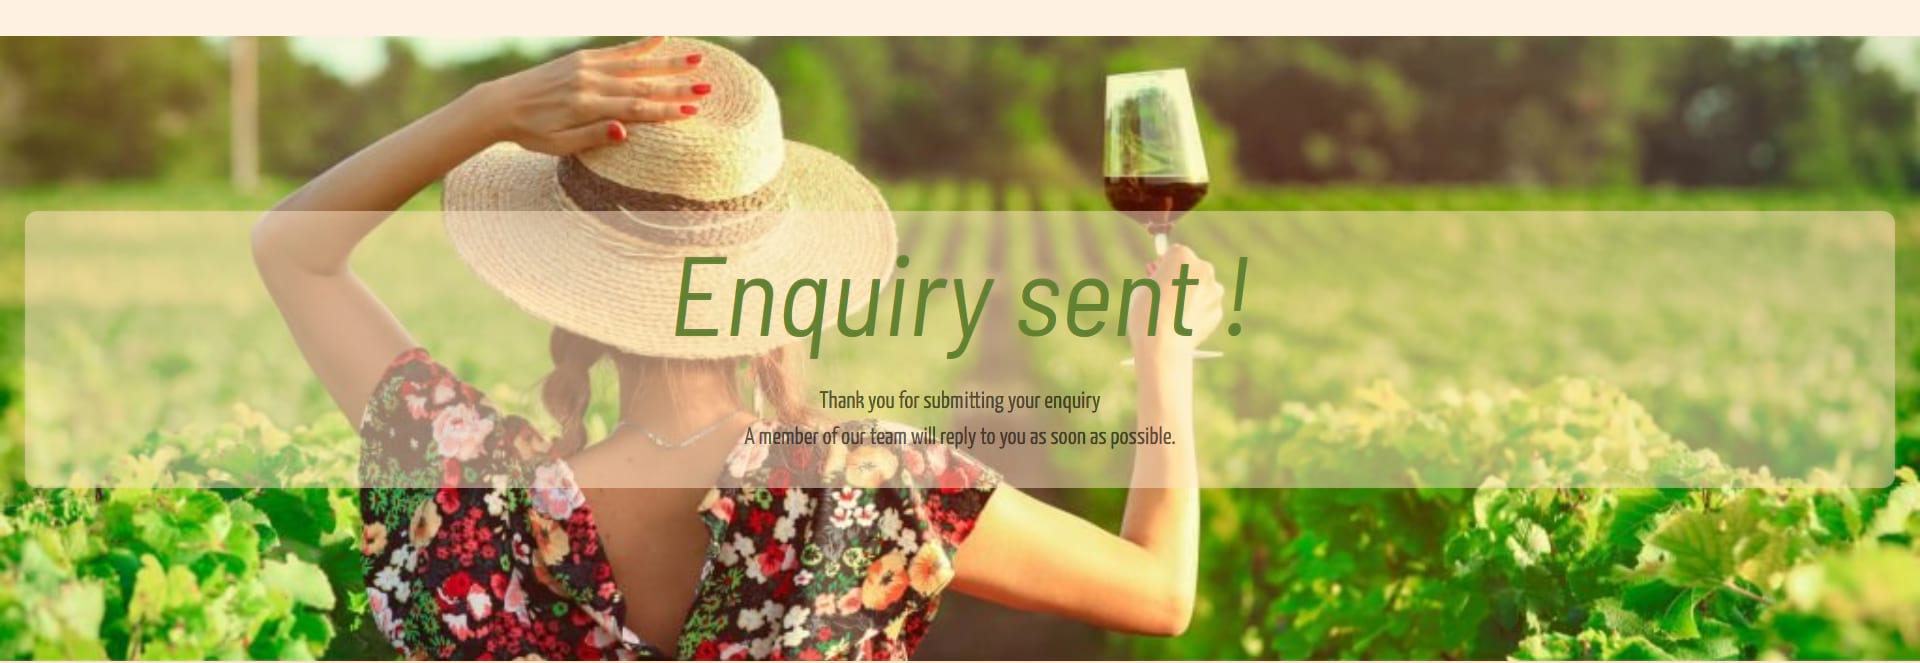 Enquiry sent !
Thank you for submitting your enquiry
A member of our team will reply to you as soon as possible.